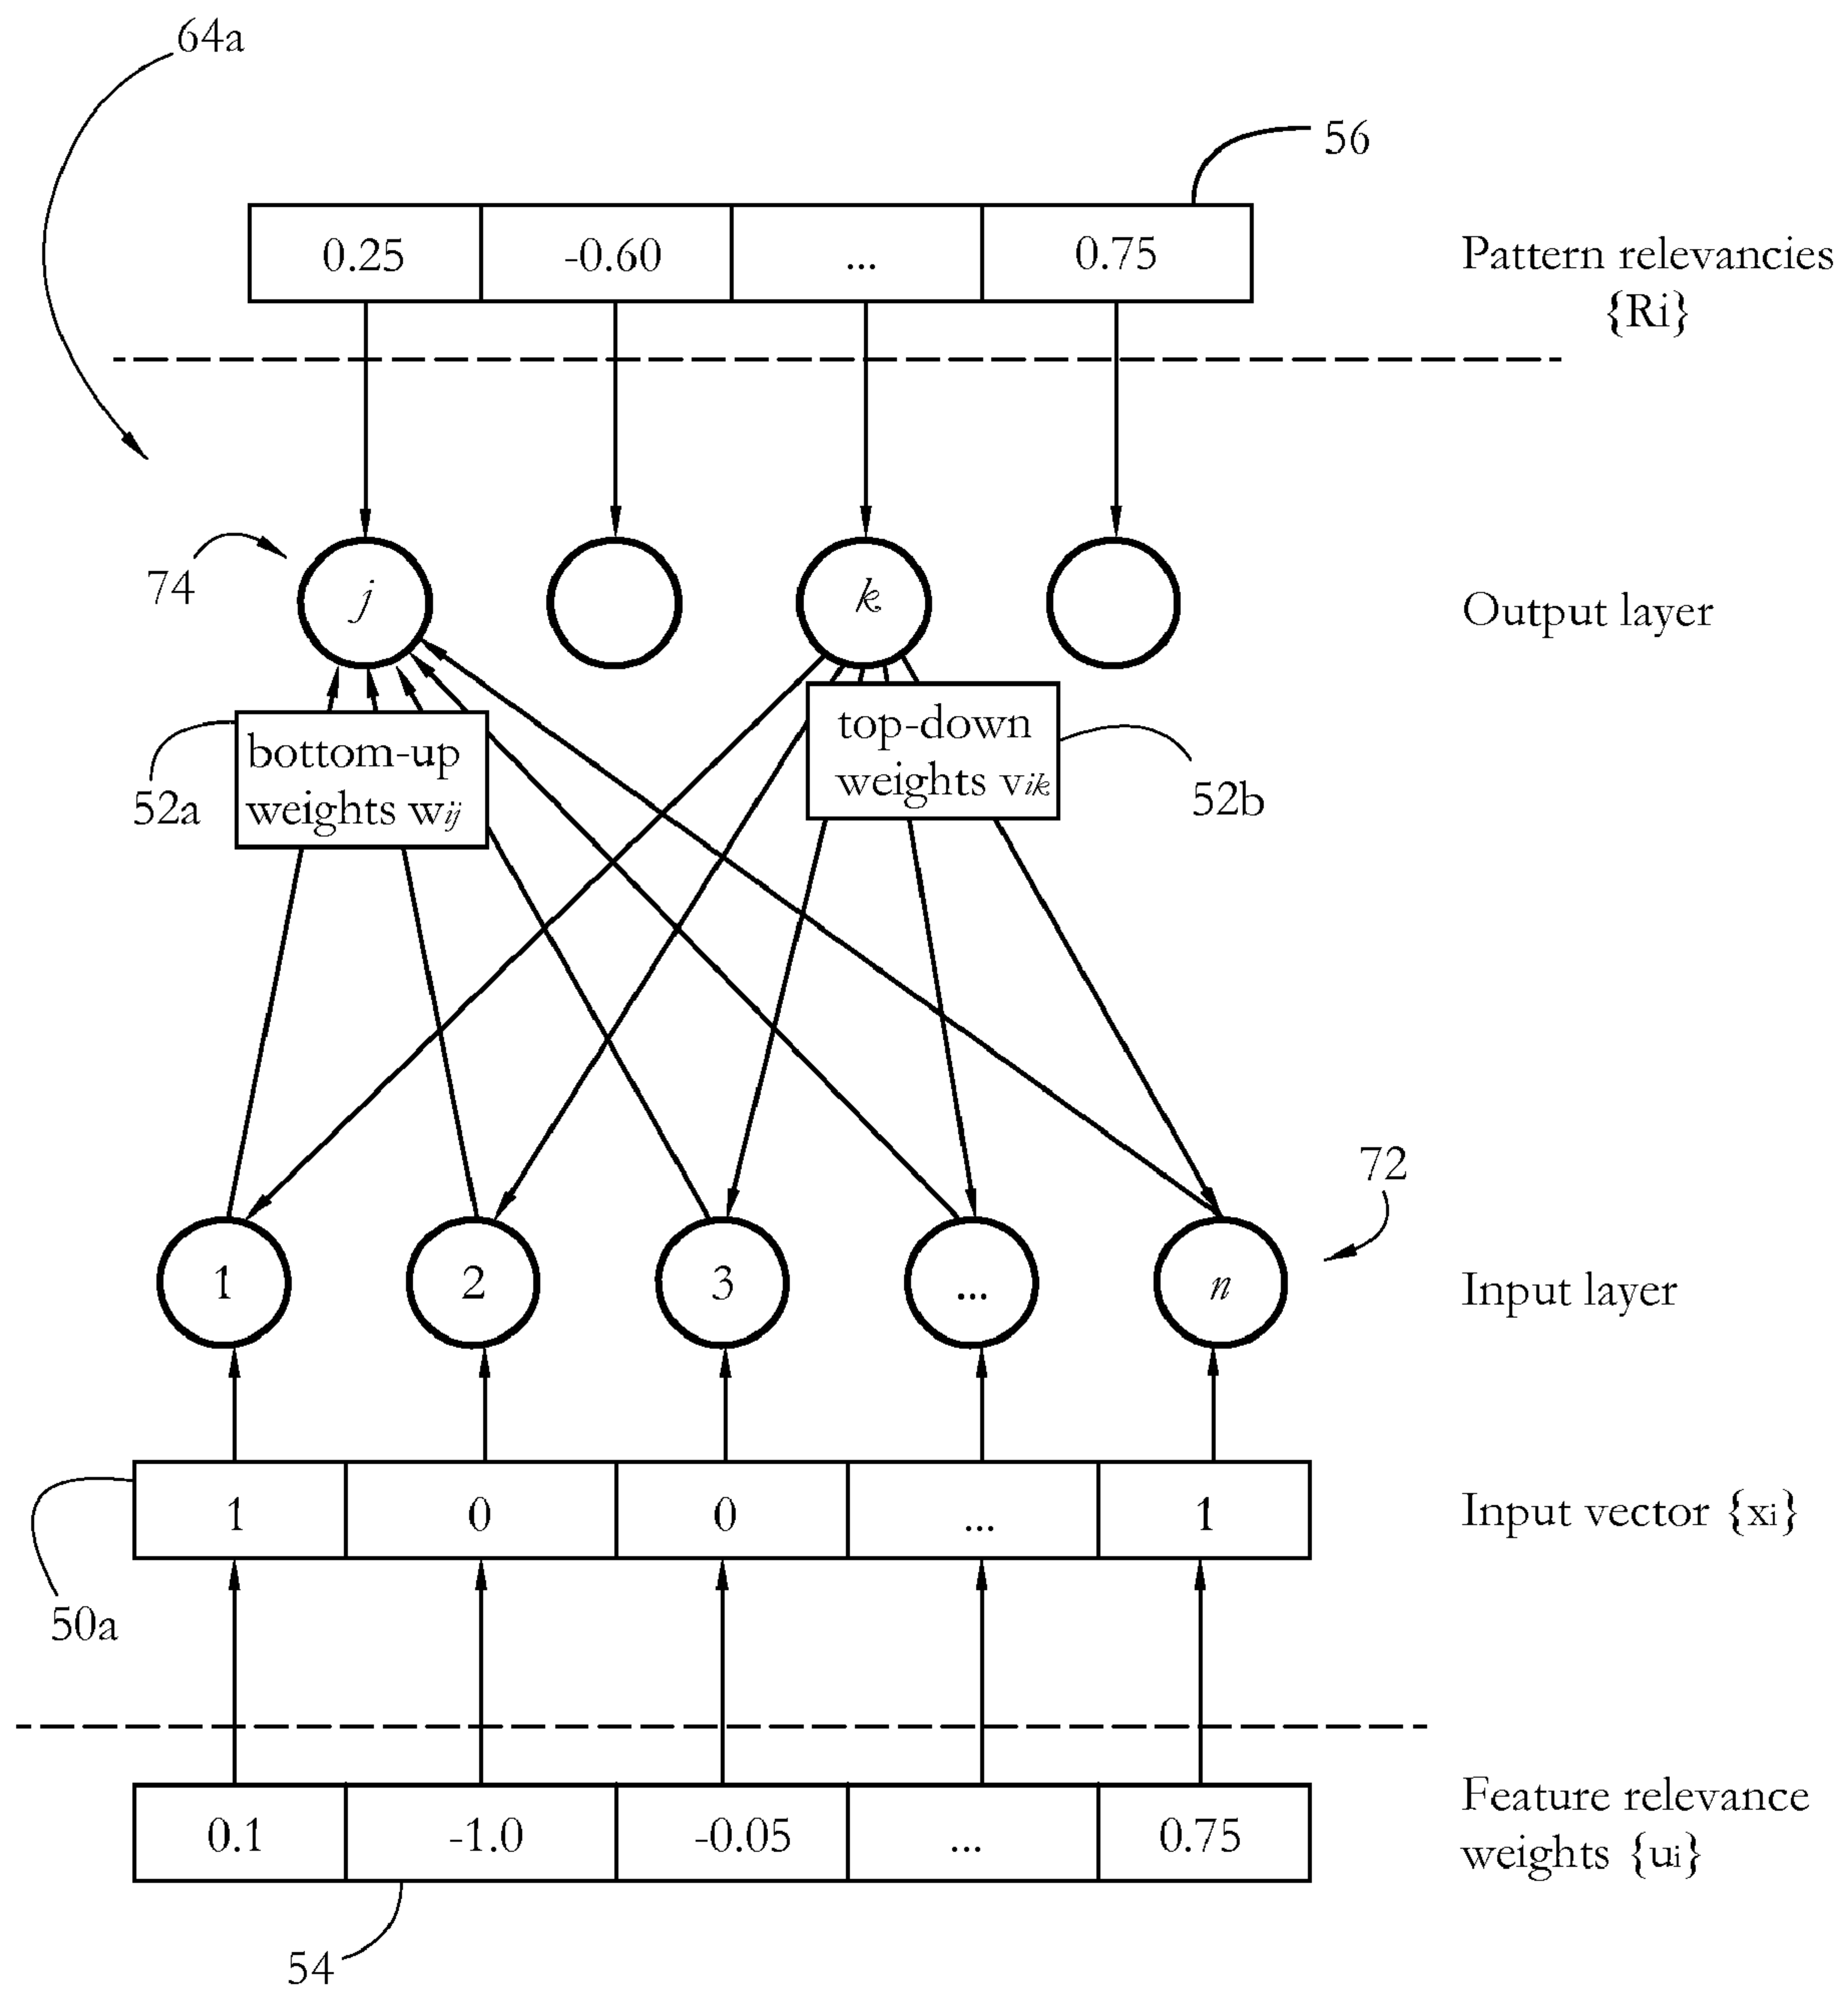 64a
56
0.25 -0.60 ... 0.75
Pattern relevancies
{Ri}
74
j k
Output layer
bottom-up
weights wij
52a
top-down
weights vik
52b
72
1 2 3 ... n
Input layer
1 0 0 ... 1
Input vector {xi}
50a
0.1 -1.0 -0.05 ... 0.75
Feature relevance
weights {ui}
54